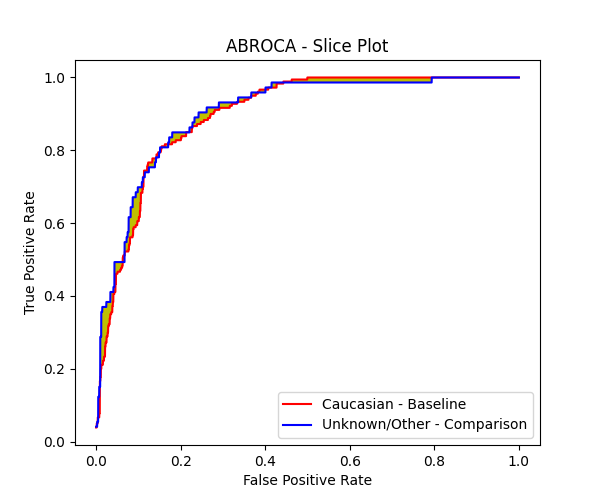 ABROCA - Slice Plot
True Positive Rate
1.0
0.8
0.6
0.4
0.2
0.0
Caucasian - Baseline
Unknown/Other - Comparison
0.0 0.2 0.4 0.6 0.8 1.0
False Positive Rate